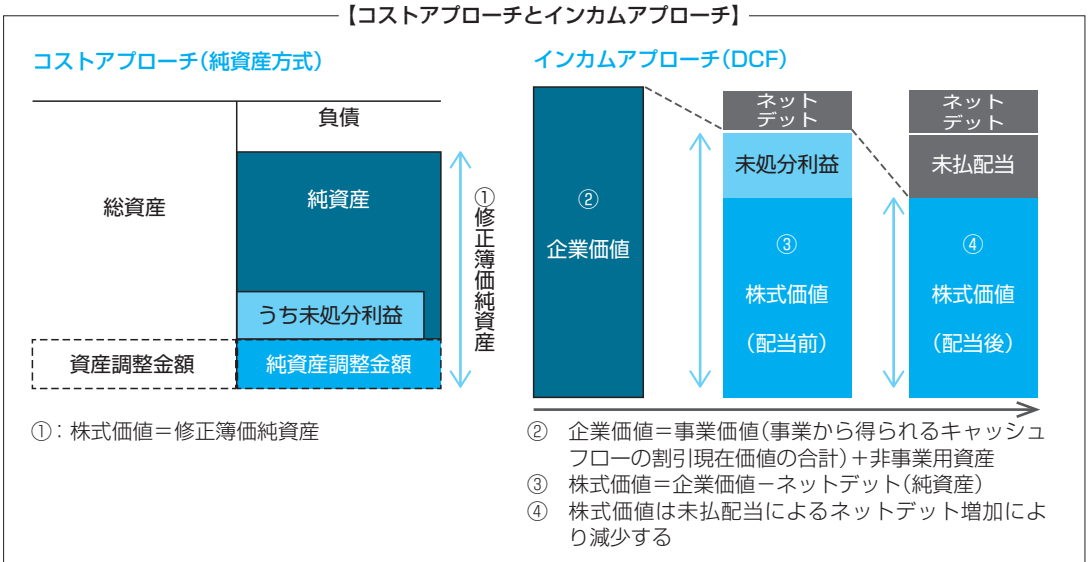 【コストアプローチとインカムアプローチ】
コストアプローチ(純資産方式)
負債
総資産
純資産
うち未処分利益
資産調整金額
純資産調整金額
①修正簿価純資産
①：株式価値＝修正簿価純資産
インカムアプローチ(DCF)
②
企業価値
ネット
デット
未処分利益
③
株式価値
(配当前)
ネット
デット
未払配当
④
株式価値
(配当後)
② 企業価値＝事業価値(事業から得られるキャッシュ
フローの割引現在価値の合計)＋非事業用資産
③ 株式価値＝企業価値－ネットデット(純資産)
④ 株式価値は未払配当によるネットデット増加によ
り減少する